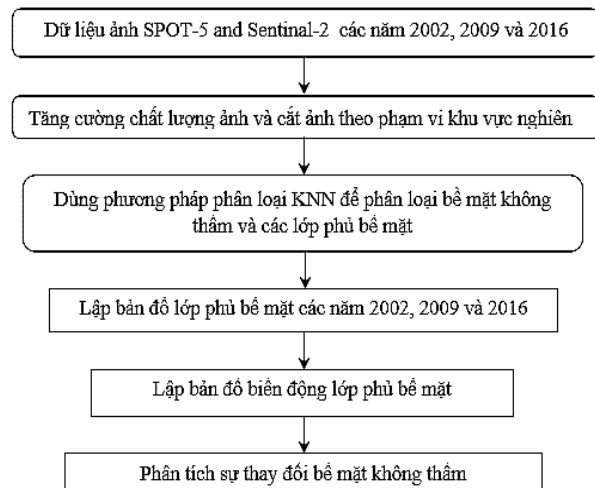 Dữ liệu ảnh SPOT-5 and Sentinal-2 các năm 2002, 2009 và 2016
Tăng cường chất lượng ảnh và cắt ảnh theo phạm vi khu vực nghiên
Dùng phương pháp phân loại KNN để phân loại bề mặt không
thấm và các lớp phủ bề mặt
Lập bản đồ lớp phủ bề mặt các năm 2002, 2009 và 2016
Lập bản đồ biến động lớp phủ bề mặt
Phân tích sự thay đổi bề mặt không thấm